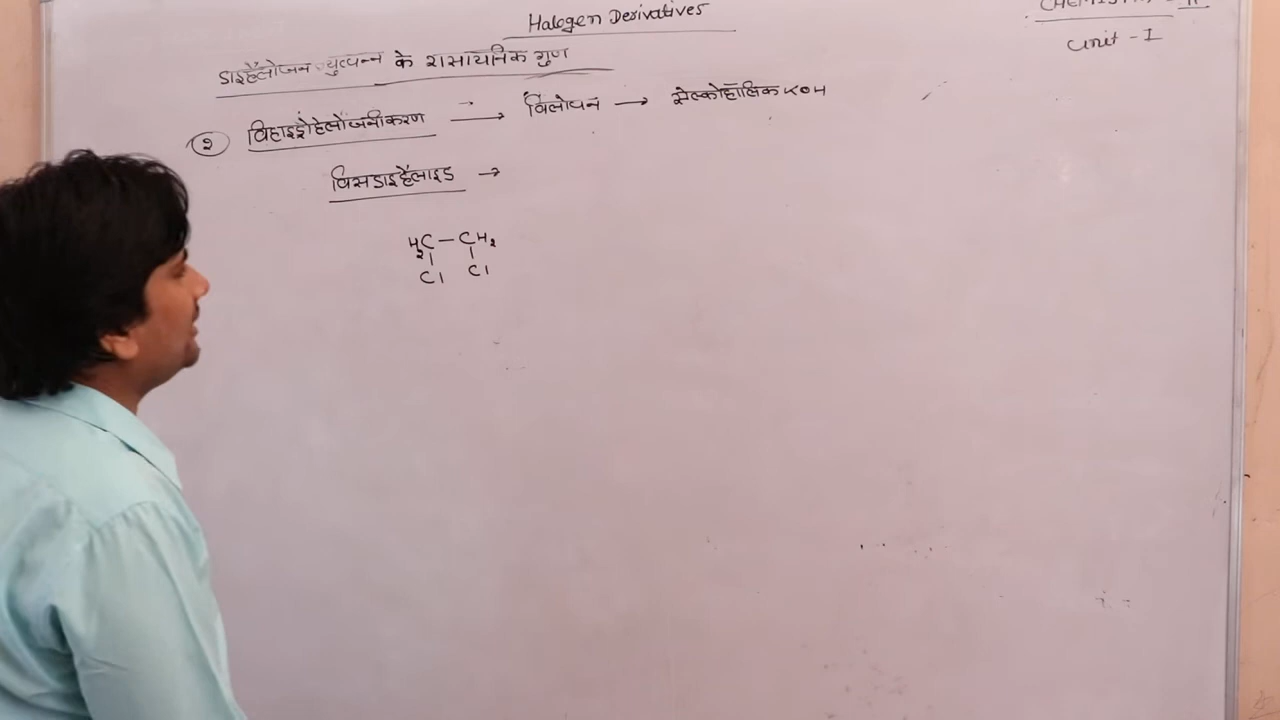 Halogen Derivatives
Unit - I
डाइहैलोजन व्युत्पन्न के रासायनिक गुण
२ विहाइड्रोहैलोजनीकरण → विलोपन → ऐल्कोहॉलिक KOH
विसडाइहैलाइड →
H₂C — CH₂
Cl Cl